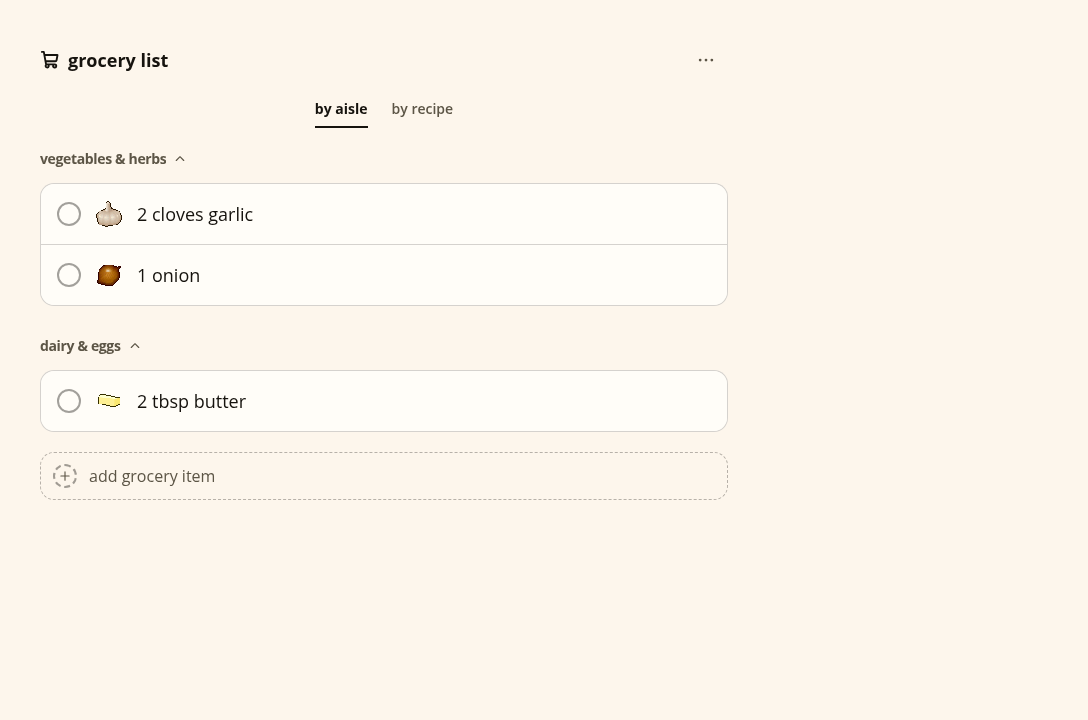 grocery list
by aisle by recipe
vegetables & herbs
2 cloves garlic
1 onion
dairy & eggs
2 tbsp butter
add grocery item